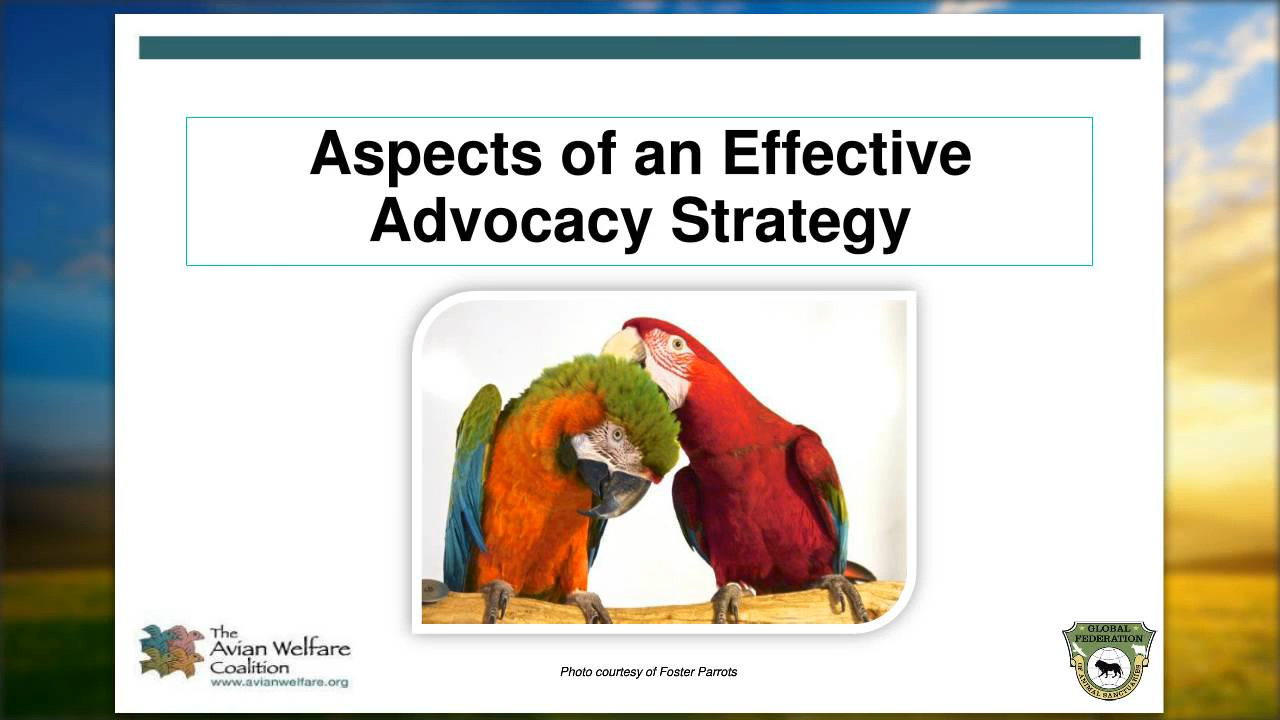 Aspects of an Effective
Advocacy Strategy
The
Avian Welfare
Coalition
www.avianwelfare.org
Photo courtesy of Foster Parrots
GLOBAL
FEDERATION
OF ANIMAL SANCTUARIES